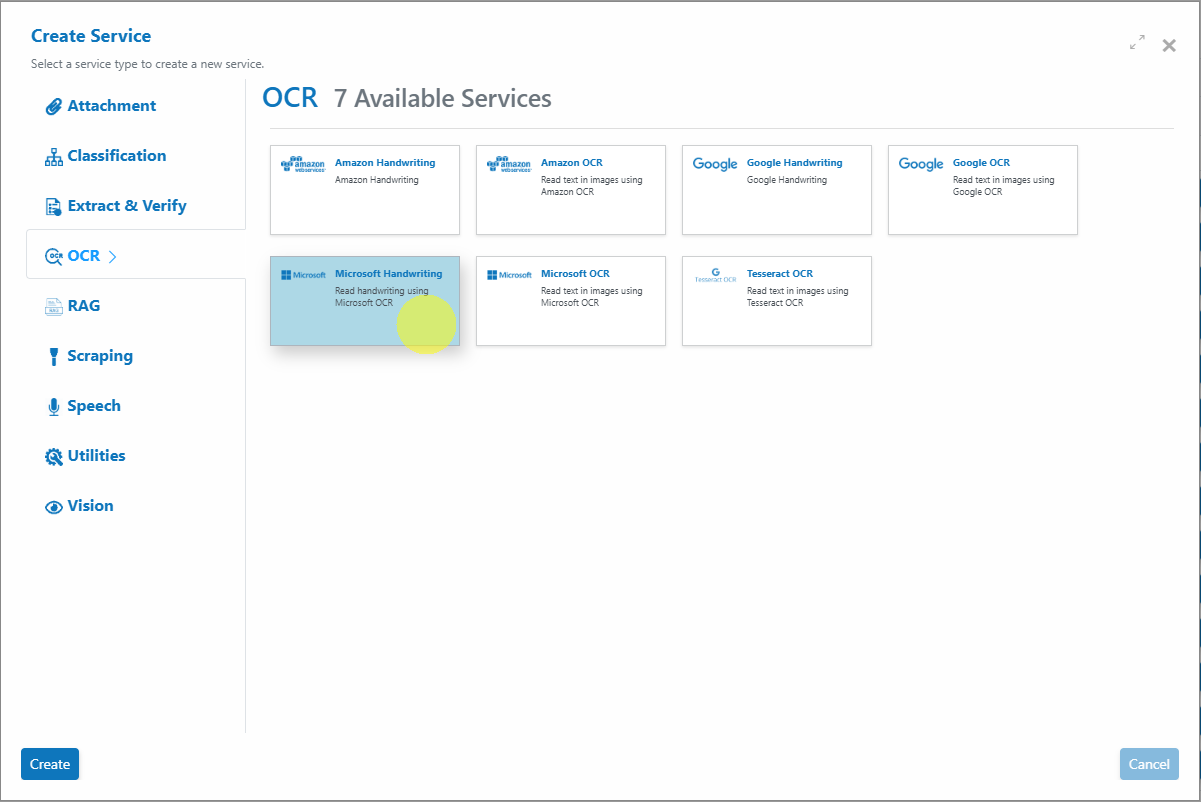 Create Service
Select a service type to create a new service.
Attachment
Classification
Extract & Verify
OCR
RAG
Scraping
Speech
Utilities
Vision
OCR 7 Available Services
amazon webservices
Amazon Handwriting
Amazon Handwriting
amazon webservices
Amazon OCR
Read text in images using
Amazon OCR
Google
Google Handwriting
Google Handwriting
Google
Google OCR
Read text in images using
Google OCR
Microsoft
Microsoft Handwriting
Read handwriting using
Microsoft OCR
Microsoft
Microsoft OCR
Read text in images using
Microsoft OCR
G
Tesseract OCR
Tesseract OCR
Read text in images using
Tesseract OCR
Create
Cancel